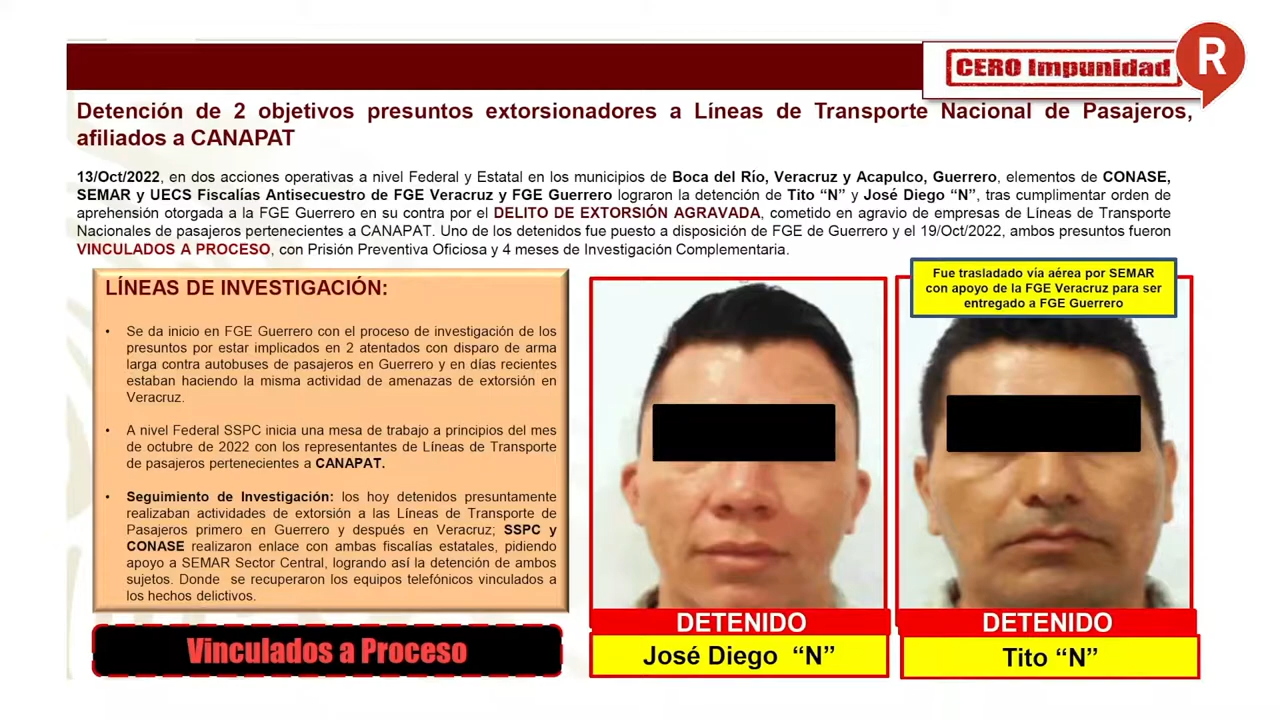 CERO Impunidad
R
Detención de 2 objetivos presuntos extorsionadores a Líneas de Transporte Nacional de Pasajeros,
afiliados a CANAPAT
13/Oct/2022, en dos acciones operativas a nivel Federal y Estatal en los municipios de Boca del Río, Veracruz y Acapulco, Guerrero, elementos de CONASE,
SEMAR y UECS Fiscalías Antisecuestro de FGE Veracruz y FGE Guerrero lograron la detención de Tito “N” y José Diego “N”, tras cumplimentar orden de
aprehensión otorgada a la FGE Guerrero en su contra por el DELITO DE EXTORSIÓN AGRAVADA, cometido en agravio de empresas de Líneas de Transporte
Nacionales de pasajeros pertenecientes a CANAPAT. Uno de los detenidos fue puesto a disposición de FGE de Guerrero y el 19/Oct/2022, ambos presuntos fueron
VINCULADOS A PROCESO, con Prisión Preventiva Oficiosa y 4 meses de Investigación Complementaria.
LÍNEAS DE INVESTIGACIÓN:
• Se da inicio en FGE Guerrero con el proceso de investigación de los
presuntos por estar implicados en 2 atentados con disparo de arma
larga contra autobuses de pasajeros en Guerrero y en días recientes
estaban haciendo la misma actividad de amenazas de extorsión en
Veracruz.
• A nivel Federal SSPC inicia una mesa de trabajo a principios del mes
de octubre de 2022 con los representantes de Líneas de Transporte
de pasajeros pertenecientes a CANAPAT.
• Seguimiento de Investigación: los hoy detenidos presuntamente
realizaban actividades de extorsión a las Líneas de Transporte de
Pasajeros primero en Guerrero y después en Veracruz; SSPC y
CONASE realizaron enlace con ambas fiscalías estatales, pidiendo
apoyo a SEMAR Sector Central, logrando así la detención de ambos
sujetos. Donde se recuperaron los equipos telefónicos vinculados a
los hechos delictivos.
Vinculados a Proceso
DETENIDO
José Diego “N”
Fue trasladado vía aérea por SEMAR
con apoyo de la FGE Veracruz para ser
entregado a FGE Guerrero
DETENIDO
Tito “N”